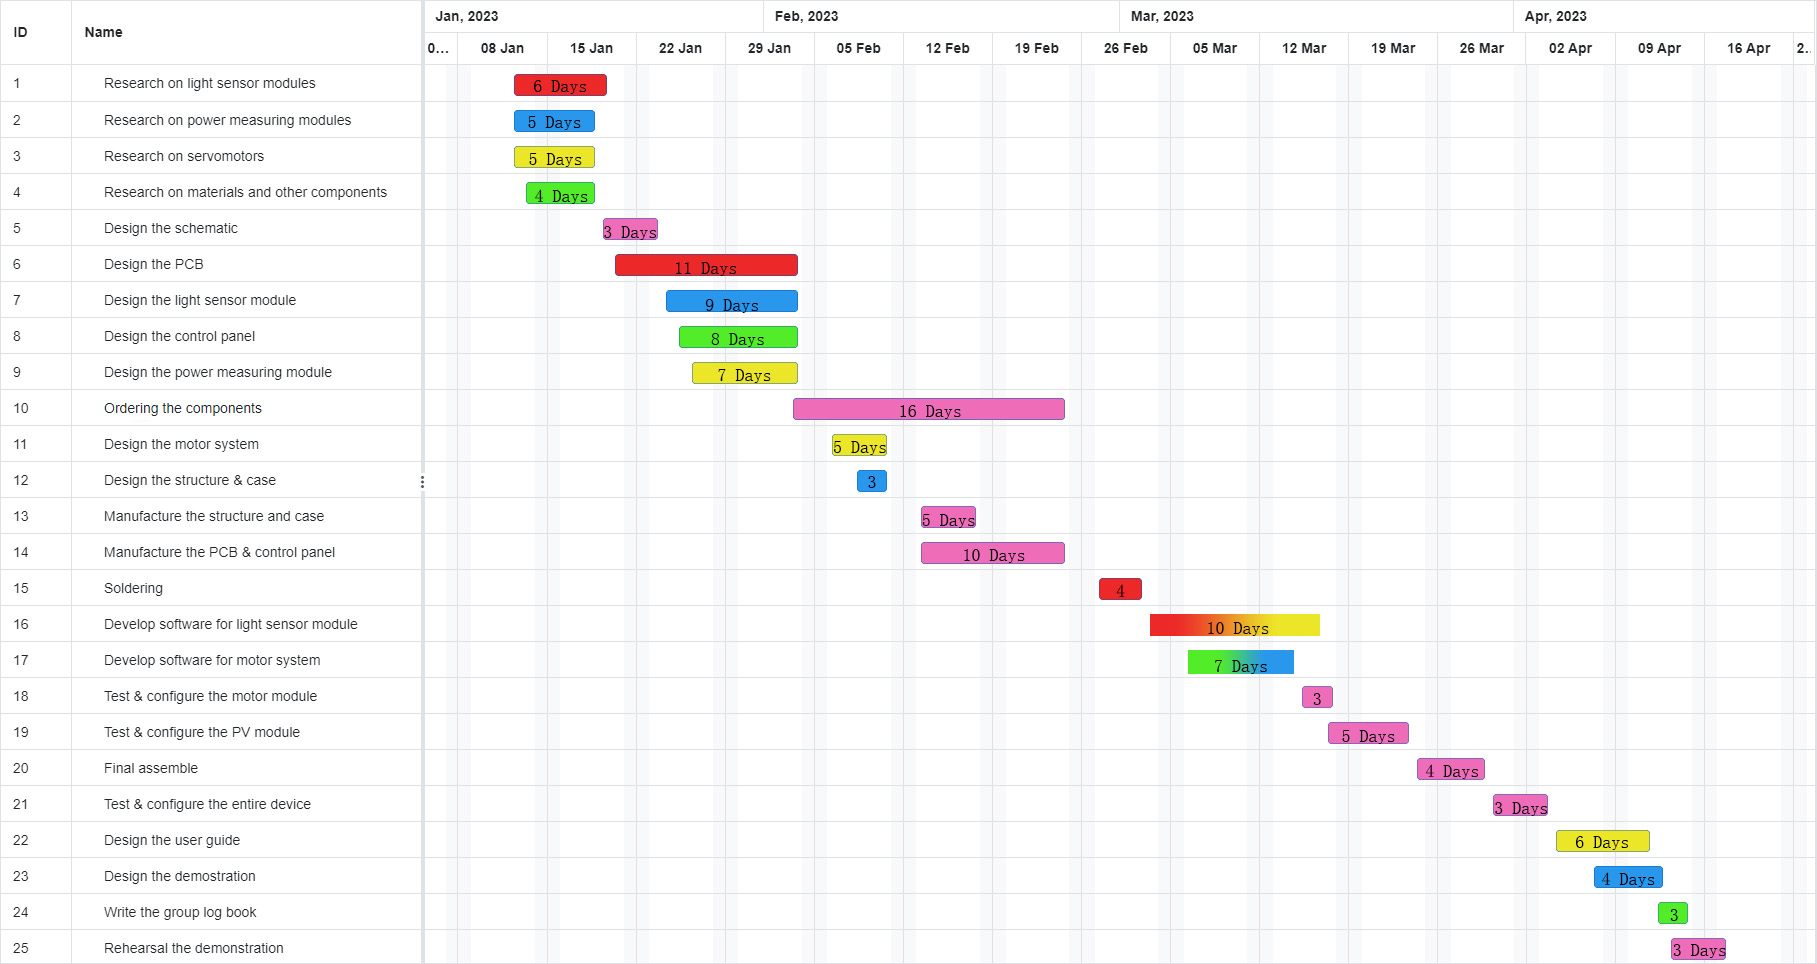 ID Name Jan, 2023 Feb, 2023 Mar, 2023 Apr, 2023
0... 08 Jan 15 Jan 22 Jan 29 Jan 05 Feb 12 Feb 19 Feb 26 Feb 05 Mar 12 Mar 19 Mar 26 Mar 02 Apr 09 Apr 16 Apr 2..
1 Research on light sensor modules 6 Days
2 Research on power measuring modules 5 Days
3 Research on servomotors 5 Days
4 Research on materials and other components 4 Days
5 Design the schematic 3 Days
6 Design the PCB 11 Days
7 Design the light sensor module 9 Days
8 Design the control panel 8 Days
9 Design the power measuring module 7 Days
10 Ordering the components 16 Days
11 Design the motor system 5 Days
12 Design the structure & case 3
13 Manufacture the structure and case 5 Days
14 Manufacture the PCB & control panel 10 Days
15 Soldering 4
16 Develop software for light sensor module 10 Days
17 Develop software for motor system 7 Days
18 Test & configure the motor module 3
19 Test & configure the PV module 5 Days
20 Final assemble 4 Days
21 Test & configure the entire device 3 Days
22 Design the user guide 6 Days
23 Design the demostration 4 Days
24 Write the group log book 3
25 Rehearsal the demonstration 3 Days